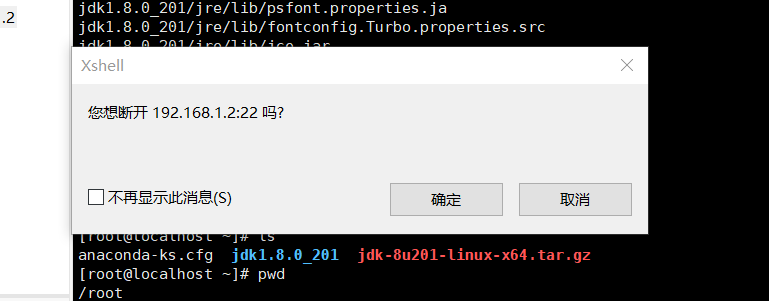 .2
jdk1.8.0_201/jre/lib/psfont.properties.ja
jdk1.8.0_201/jre/lib/fontconfig.Turbo.properties.src
jdk1.8.0_201/jre/lib/jce.jar
Xshell
您想断开 192.168.1.2:22 吗?
不再显示此消息(S)
确定
取消
[root@localhost ~]# ls
anaconda-ks.cfg jdk1.8.0_201 jdk-8u201-linux-x64.tar.gz
[root@localhost ~]# pwd
/root